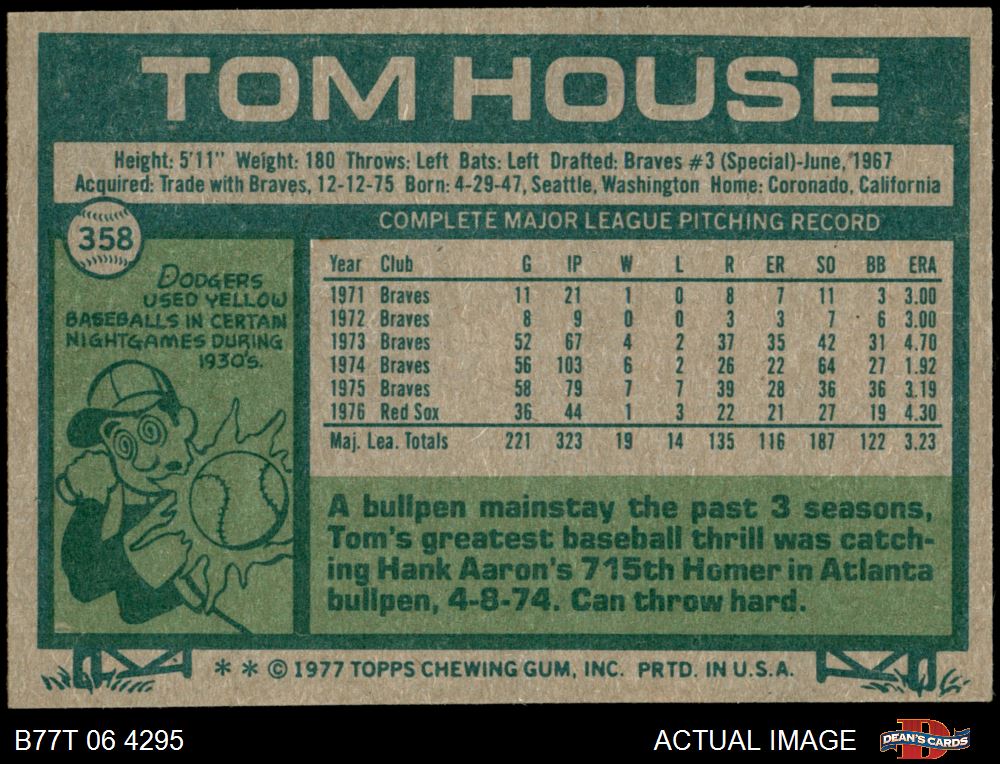 TOM HOUSE
Height: 5'11" Weight: 180 Throws: Left Bats: Left Drafted: Braves #3 (Special)-June, 1967
Acquired: Trade with Braves, 12-12-75 Born: 4-29-47, Seattle, Washington Home: Coronado, California
358
COMPLETE MAJOR LEAGUE PITCHING RECORD
DODGERS
USED YELLOW
BASEBALLS IN CERTAIN
NIGHTGAMES DURING
1930'S.
Year Club G IP W L R ER SO BB ERA
1971 Braves 11 21 1 0 8 7 11 3 3.00
1972 Braves 8 9 0 0 3 3 7 6 3.00
1973 Braves 52 67 4 2 37 35 42 31 4.70
1974 Braves 56 103 6 2 26 22 64 27 1.92
1975 Braves 58 79 7 7 39 28 36 36 3.19
1976 Red Sox 36 44 1 3 22 21 27 19 4.30
Maj. Lea. Totals 221 323 19 14 135 116 187 122 3.23
A bullpen mainstay the past 3 seasons,
Tom's greatest baseball thrill was catch-
ing Hank Aaron's 715th Homer in Atlanta
bullpen, 4-8-74. Can throw hard.
* * © 1977 TOPPS CHEWING GUM, INC. PRTD. IN U.S.A.
B77T 06 4295
ACTUAL IMAGE
DEAN'S CARDS